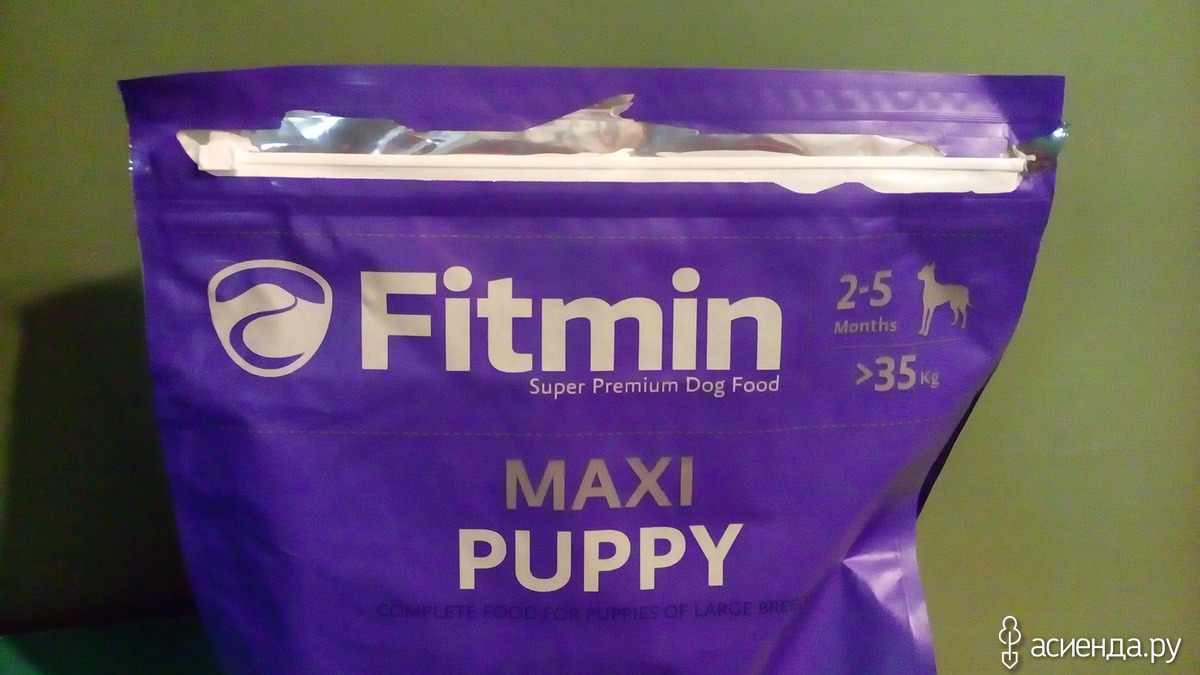 Fitmin
Super Premium Dog Food
2-5
Months
>35 Kg
MAXI
PUPPY
COMPLETE FOOD FOR PUPPIES OF LARGE
асиенда.ру